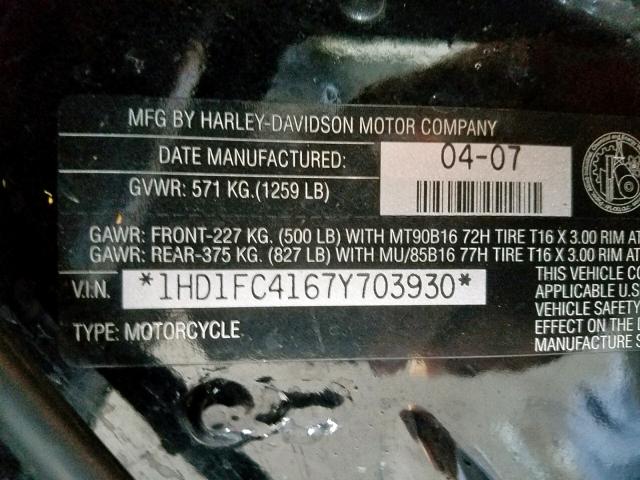 MFG BY HARLEY-DAVIDSON MOTOR COMPANY
DATE MANUFACTURED: 04-07
GVWR: 571 KG.(1259 LB)
GAWR: FRONT-227 KG. (500 LB) WITH MT90B16 72H TIRE T16 X 3.00 RIM AT
GAWR: REAR-375 KG. (827 LB) WITH MU/85B16 77H TIRE T16 X 3.00 RIM AT
V.I.N. *1HD1FC4167Y703930*
THIS VEHICLE CO
APPLICABLE U.S
VEHICLE SAFETY
EFFECT ON THE D
MANUFACTURE S
TYPE: MOTORCYCLE